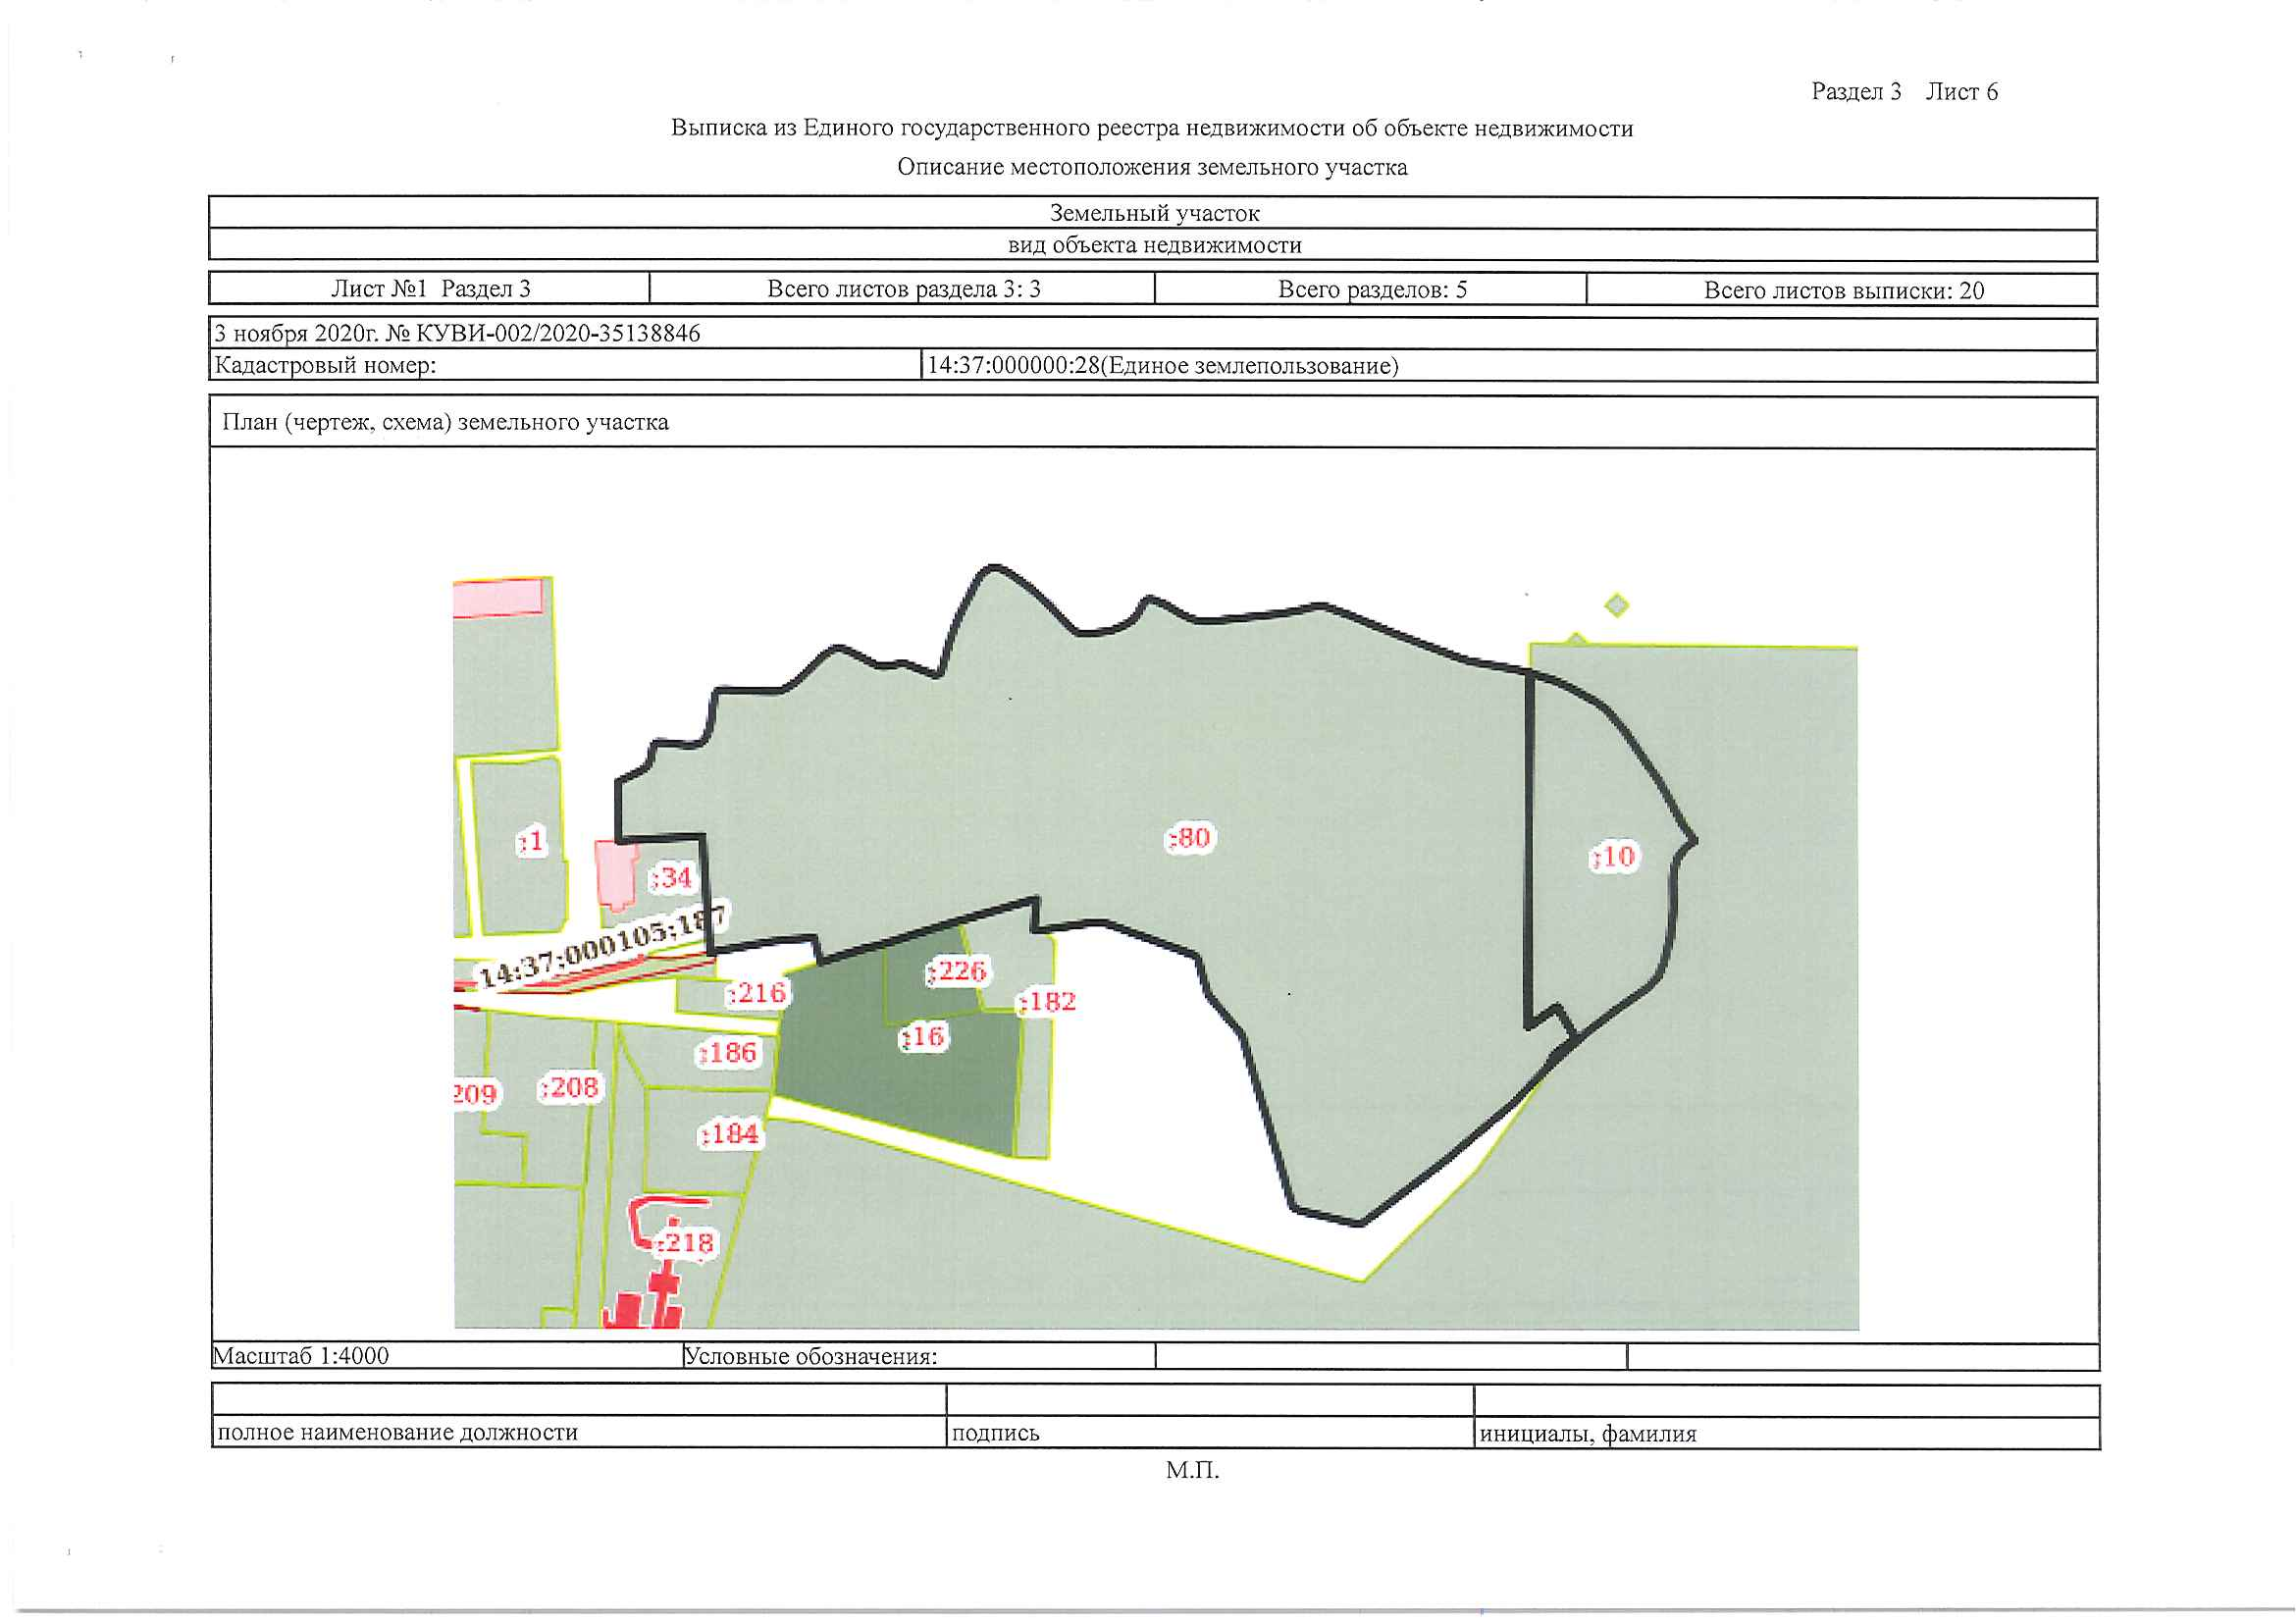 Раздел 3 Лист 6
Выписка из Единого государственного реестра недвижимости об объекте недвижимости
Описание местоположения земельного участка
Земельный участок
вид объекта недвижимости
Лист №1 Раздел 3 Всего листов раздела 3: 3 Всего разделов: 5 Всего листов выписки: 20
3 ноября 2020г. № КУВИ-002/2020-35138846
Кадастровый номер: 14:37:000000:28(Единое землепользование)
План (чертеж, схема) земельного участка
:1
:80
:10
:34
14:37:000105:187
:226
:216
:182
:16
:186
:208
209
:184
:218
Масштаб 1:4000 Условные обозначения:
полное наименование должности подпись инициалы, фамилия
М.П.